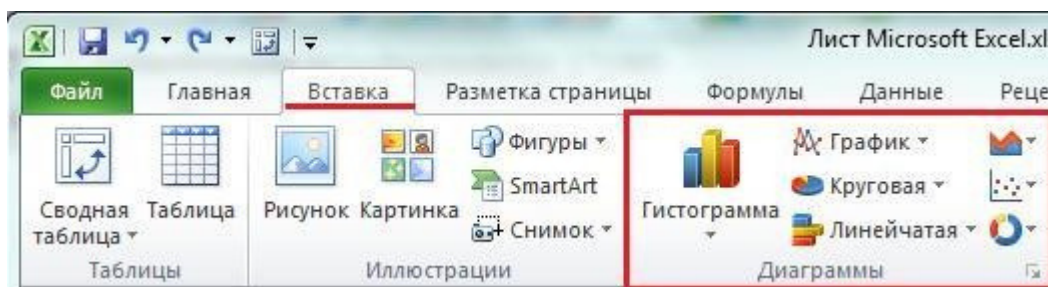 Лист Microsoft Excel.xl
Файл Главная Вставка Разметка страницы Формулы Данные Реце
Сводная таблица
Таблица
Рисунок
Картинка
Фигуры
SmartArt
Снимок
Гистограмма
График
Круговая
Линейчатая
Таблицы Иллюстрации Диаграммы